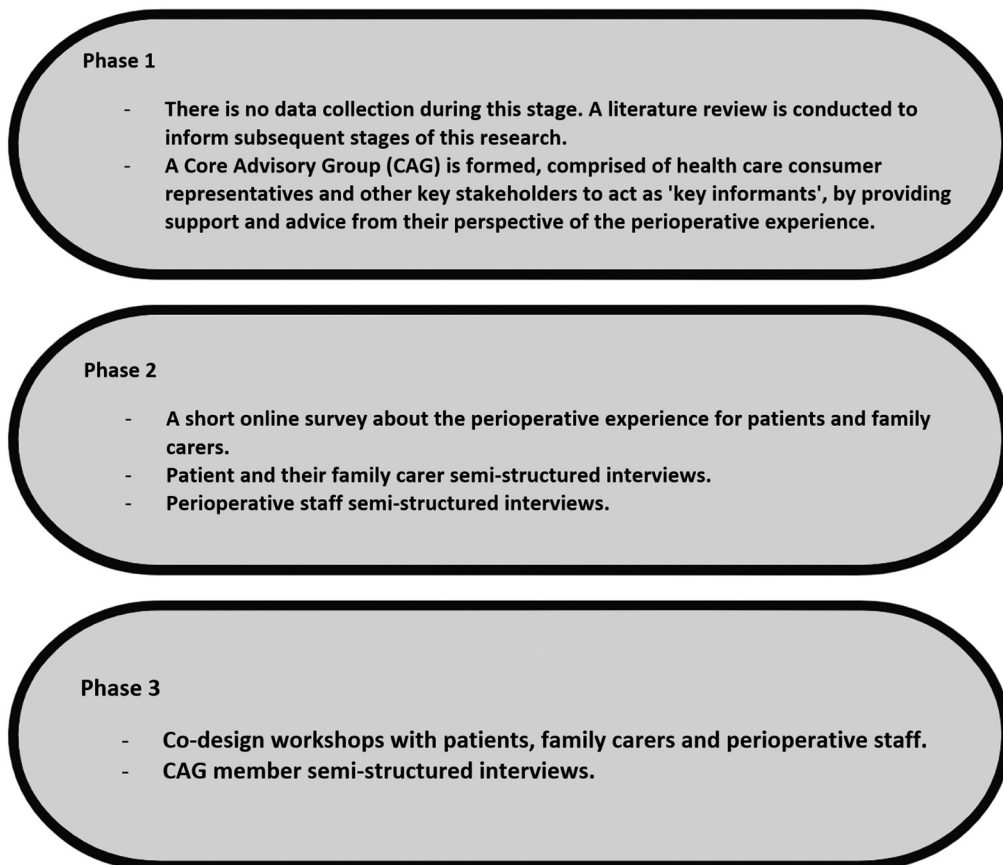 Phase 1
- There is no data collection during this stage. A literature review is conducted to
inform subsequent stages of this research.
- A Core Advisory Group (CAG) is formed, comprised of health care consumer
representatives and other key stakeholders to act as 'key informants', by providing
support and advice from their perspective of the perioperative experience.
Phase 2
- A short online survey about the perioperative experience for patients and family
carers.
- Patient and their family carer semi-structured interviews.
- Perioperative staff semi-structured interviews.
Phase 3
- Co-design workshops with patients, family carers and perioperative staff.
- CAG member semi-structured interviews.